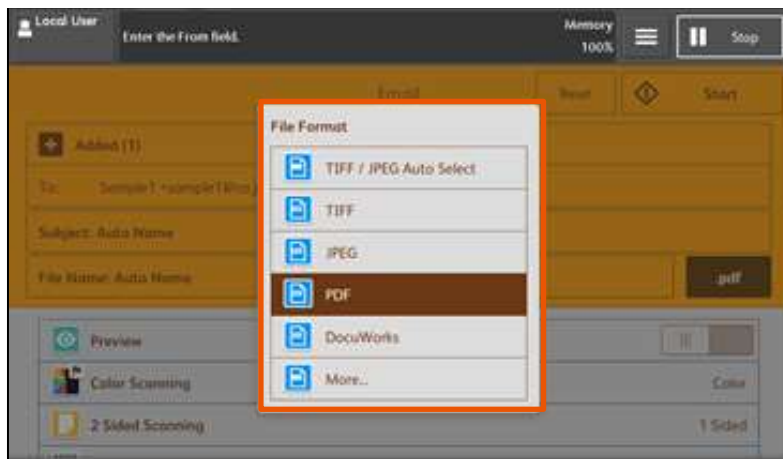 Local User
Enter the From field.
Memory
100%
Stop
Email
Reset
Start
Added (1)
To:
Subject: Auto Name
File Name: Auto Name
.pdf
File Format
TIFF / JPEG Auto Select
TIFF
JPEG
PDF
DocuWorks
More...
Preview
Color Scanning
Color
2 Sided Scanning
1 Sided